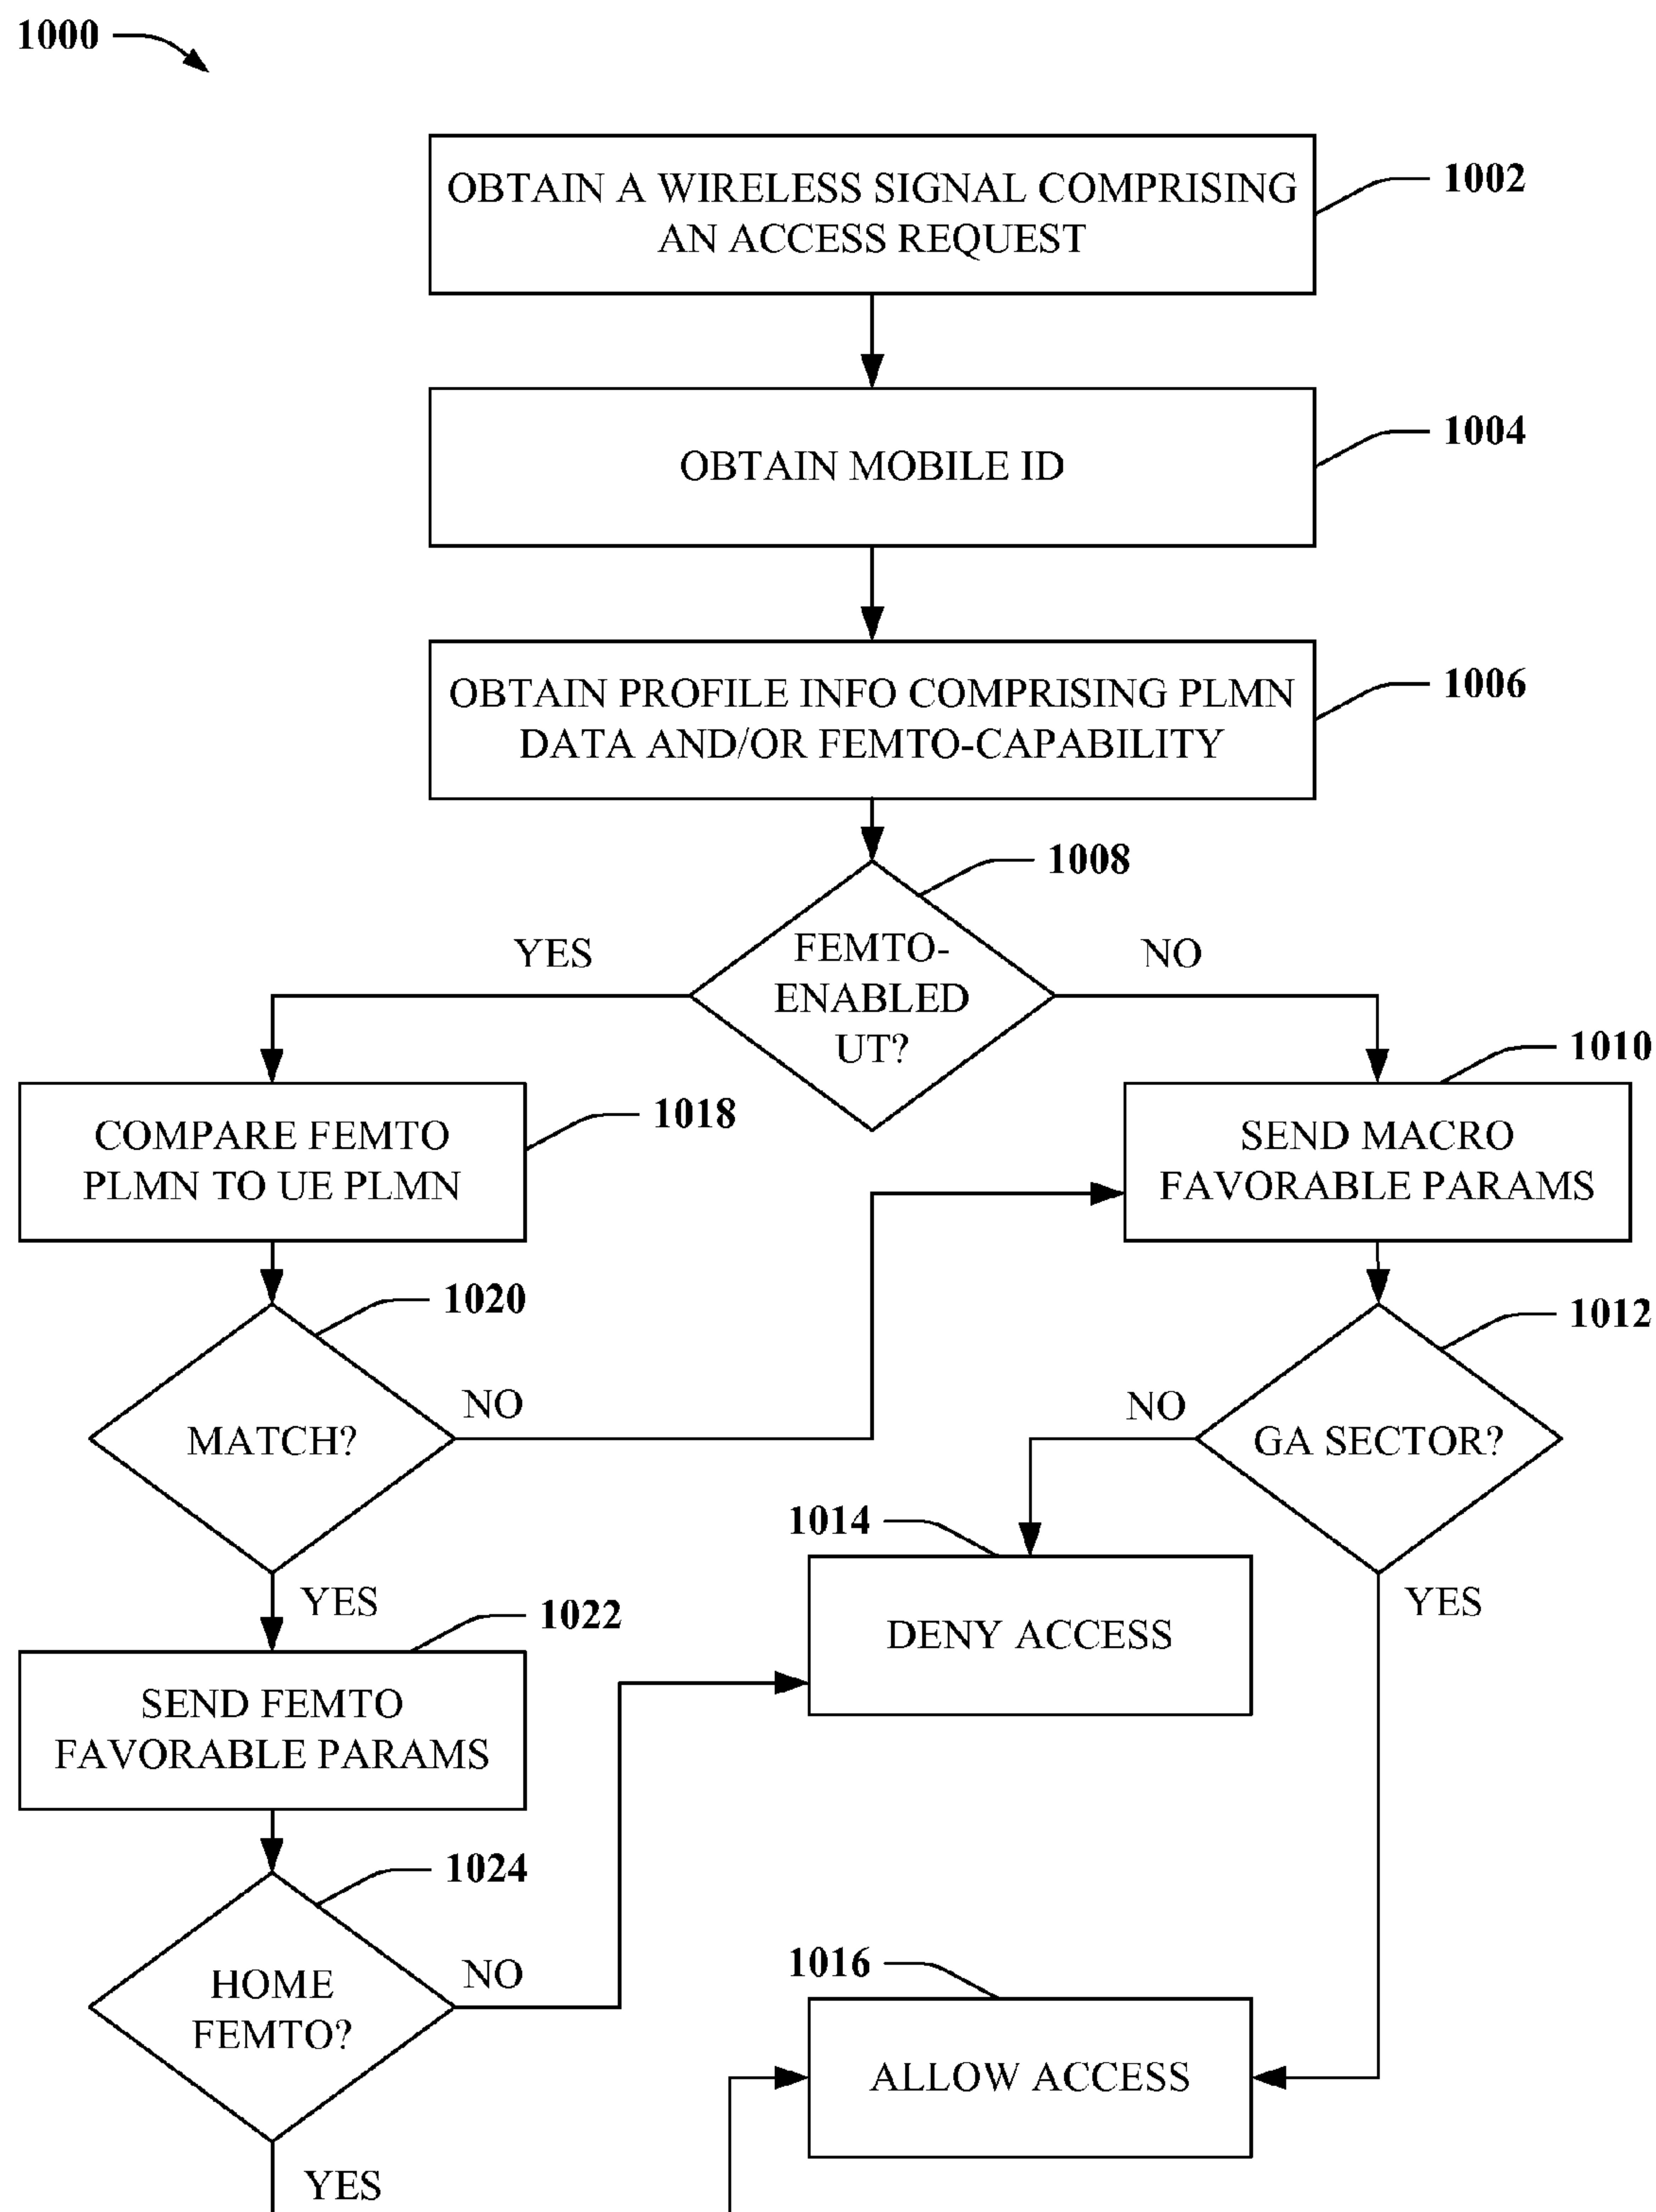 1000
OBTAIN A WIRELESS SIGNAL COMPRISING
AN ACCESS REQUEST
1002
OBTAIN MOBILE ID
1004
OBTAIN PROFILE INFO COMPRISING PLMN
DATA AND/OR FEMTO-CAPABILITY
1006
1008
FEMTO-
ENABLED
UT?
YES
NO
1010
1018
COMPARE FEMTO
PLMN TO UE PLMN
SEND MACRO
FAVORABLE PARAMS
1020
1012
MATCH?
NO
NO
GA SECTOR?
1014
YES
YES
1022
DENY ACCESS
SEND FEMTO
FAVORABLE PARAMS
1024
HOME
FEMTO?
NO
1016
ALLOW ACCESS
YES